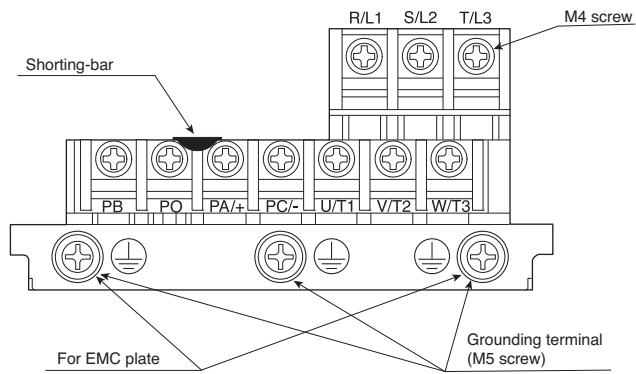 R/L1 S/L2 T/L3
M4 screw
Shorting-bar
PB PO PA/+ PC/- U/T1 V/T2 W/T3
For EMC plate
Grounding terminal
(M5 screw)